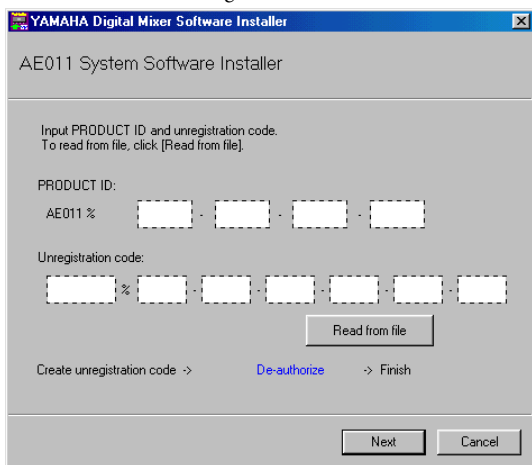 YAMAHA Digital Mixer Software Installer
AE011 System Software Installer
Input PRODUCT ID and unregistration code.
To read from file, click [Read from file].
PRODUCT ID:
AE011 % - - -
Unregistration code:
% - - - - -
Read from file
Create unregistration code -> De-authorize -> Finish
Next Cancel